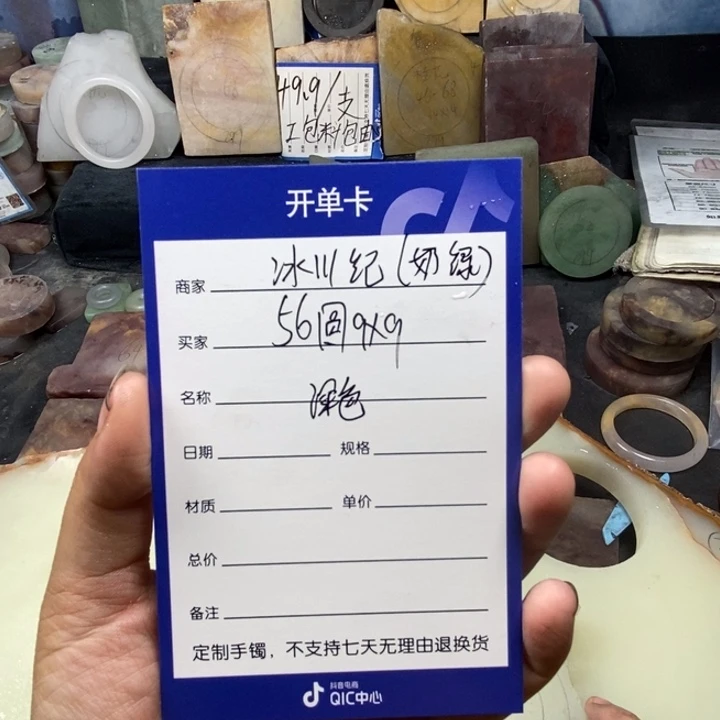 49.9/支
工包料包邮
开单卡
商家 冰川纪(奶绿)
买家 56圆9x9
名称 深色
日期 规格
材质 单价
总价
备注
定制手镯，不支持七天无理由退换货
抖音电商
QIC中心